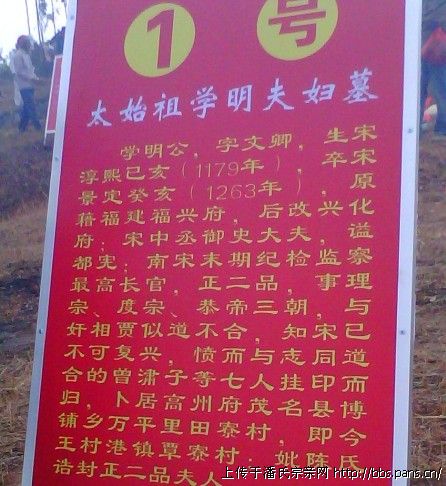 1号
太始祖学明夫妇墓
学明公，字文卿，生宋
淳熙已亥（1179年），卒宋
景定癸亥（1263年），原
藉福建福兴府，后改兴化
府；宋中丞御史大夫，谥
都宪；南宋末期纪检监察
最高长官，正二品，事理
宗、度宗、恭帝三朝，与
奸相贾似道不合，知宋已
不可复兴，愤而与志同道
合的曾潚子等七人挂印而
归，卜居高州府茂名县博
铺乡万平里田寮村，即今
王村港镇覃寮村；妣陈氏
诰封正二品夫人
上传于潘氏宗宗网 http://bbspans.cn/